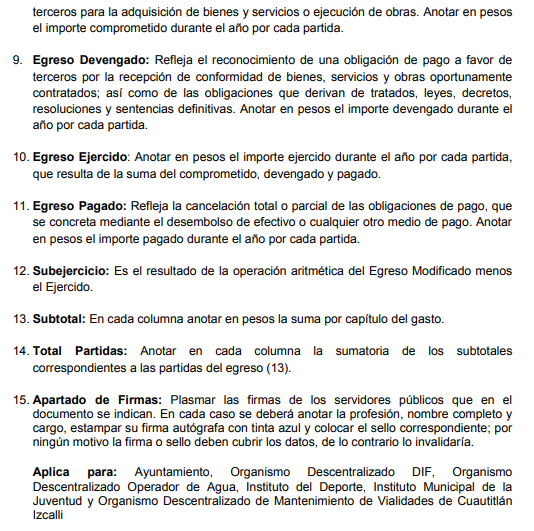 terceros para la adquisición de bienes y servicios o ejecución de obras. Anotar en pesos
el importe comprometido durante el año por cada partida.
9. Egreso Devengado: Refleja el reconocimiento de una obligación de pago a favor de
terceros por la recepción de conformidad de bienes, servicios y obras oportunamente
contratados; así como de las obligaciones que derivan de tratados, leyes, decretos,
resoluciones y sentencias definitivas. Anotar en pesos el importe devengado durante el
año por cada partida.
10. Egreso Ejercido: Anotar en pesos el importe ejercido durante el año por cada partida,
que resulta de la suma del comprometido, devengado y pagado.
11. Egreso Pagado: Refleja la cancelación total o parcial de las obligaciones de pago, que
se concreta mediante el desembolso de efectivo o cualquier otro medio de pago. Anotar
en pesos el importe pagado durante el año por cada partida.
12. Subejercicio: Es el resultado de la operación aritmética del Egreso Modificado menos
el Ejercido.
13. Subtotal: En cada columna anotar en pesos la suma por capítulo del gasto.
14. Total Partidas: Anotar en cada columna la sumatoria de los subtotales
correspondientes a las partidas del egreso (13).
15. Apartado de Firmas: Plasmar las firmas de los servidores públicos que en el
documento se indican. En cada caso se deberá anotar la profesión, nombre completo y
cargo, estampar su firma autógrafa con tinta azul y colocar el sello correspondiente; por
ningún motivo la firma o sello deben cubrir los datos, de lo contrario lo invalidaría.
Aplica para: Ayuntamiento, Organismo Descentralizado DIF, Organismo
Descentralizado Operador de Agua, Instituto del Deporte, Instituto Municipal de la
Juventud y Organismo Descentralizado de Mantenimiento de Vialidades de Cuautitlán
Izcalli